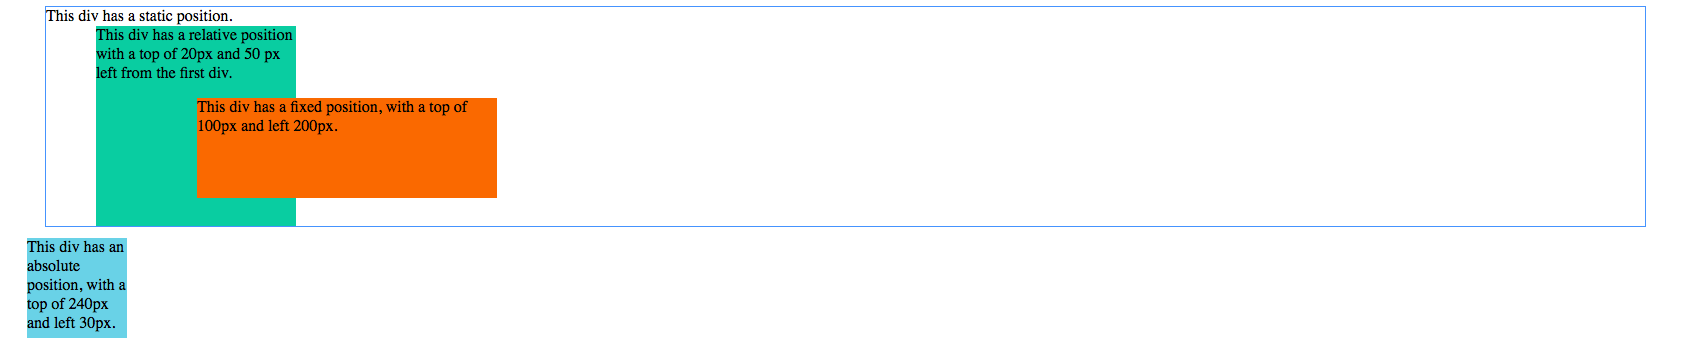 This div has a static position.
This div has a relative position
with a top of 20px and 50 px
left from the first div.
This div has a fixed position, with a top of
100px and left 200px.
This div has an
absolute
position, with a
top of 240px
and left 30px.